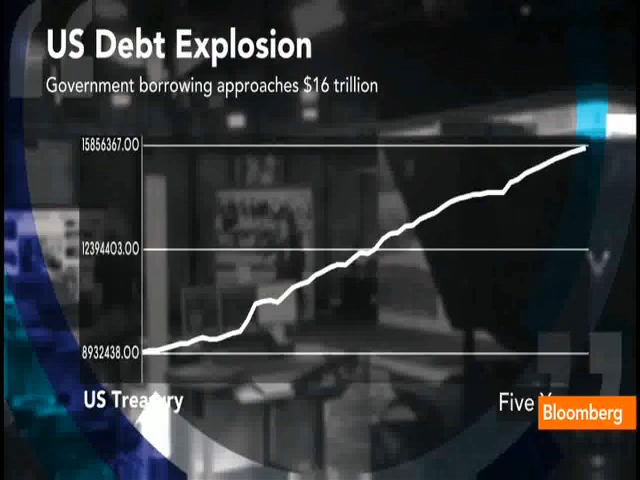 US Debt Explosion
Government borrowing approaches $16 trillion
15856367.00
12394403.00
8932438.00
US Treasury
Five
Bloomberg